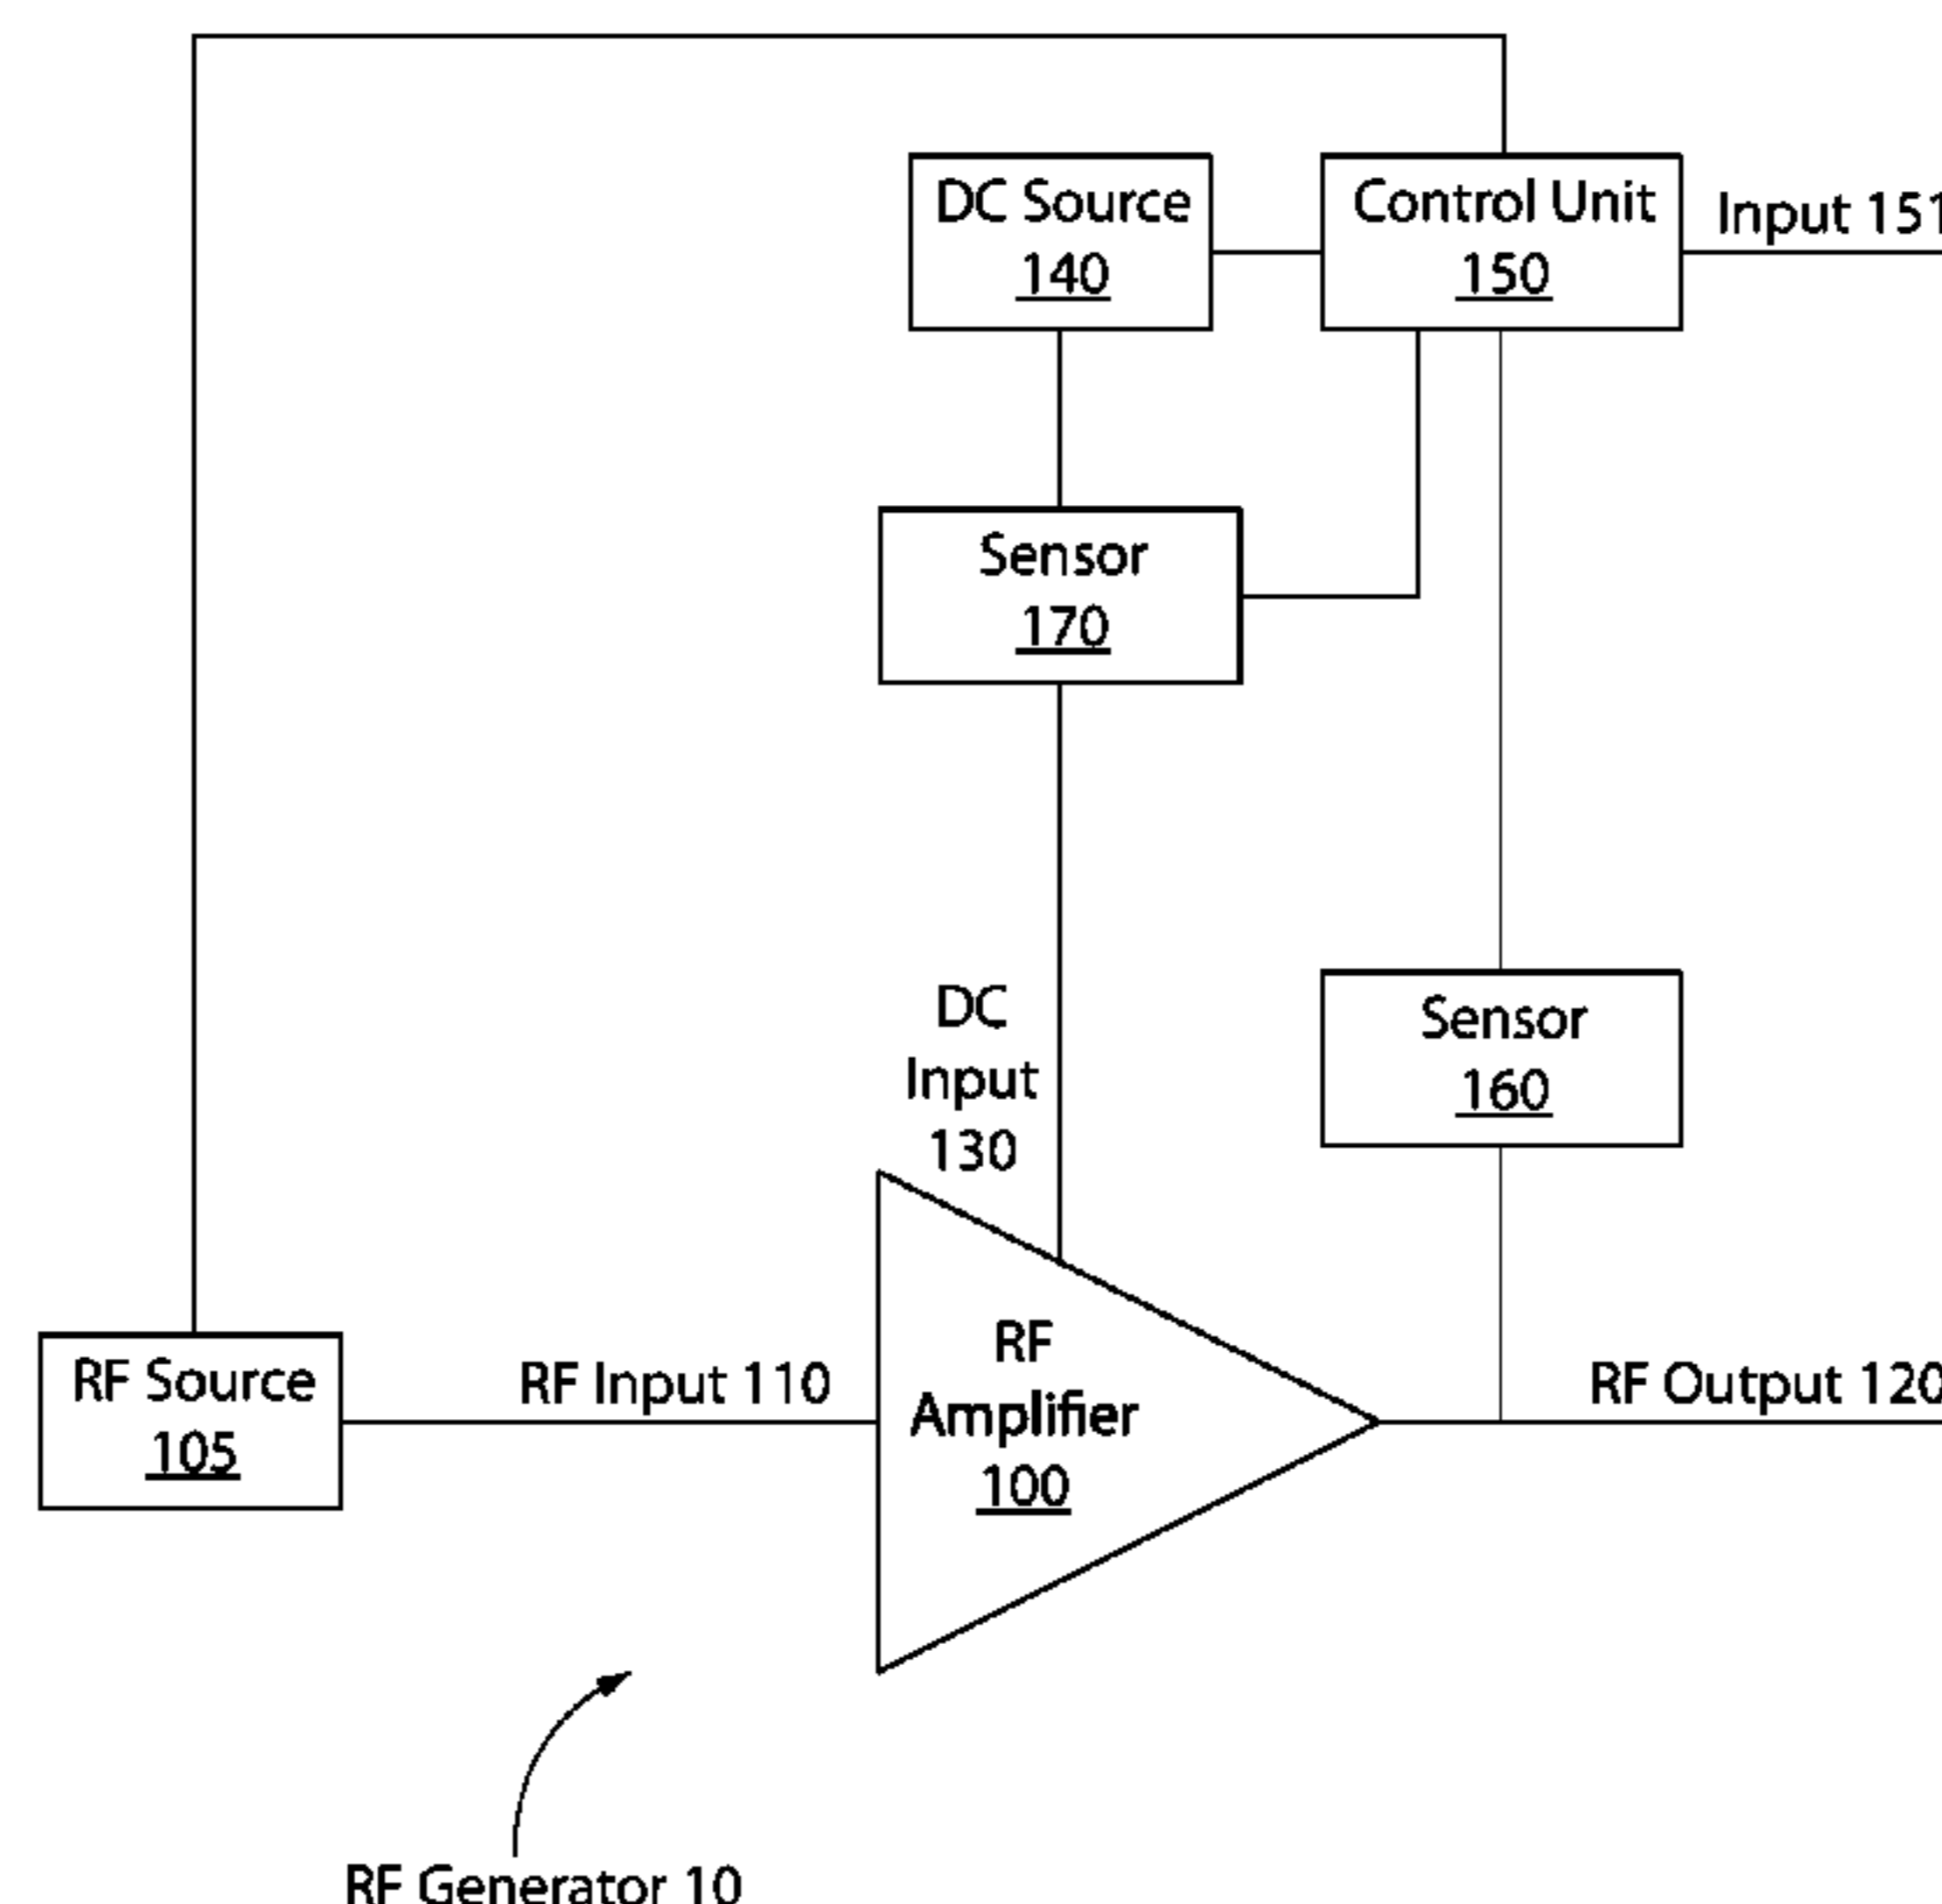 DC Source
140
Control Unit
150
Input 151
Sensor
170
DC
Input
130
Sensor
160
RF Source
105
RF Input 110
RF
Amplifier
100
RF Output 120
RF Generator 10